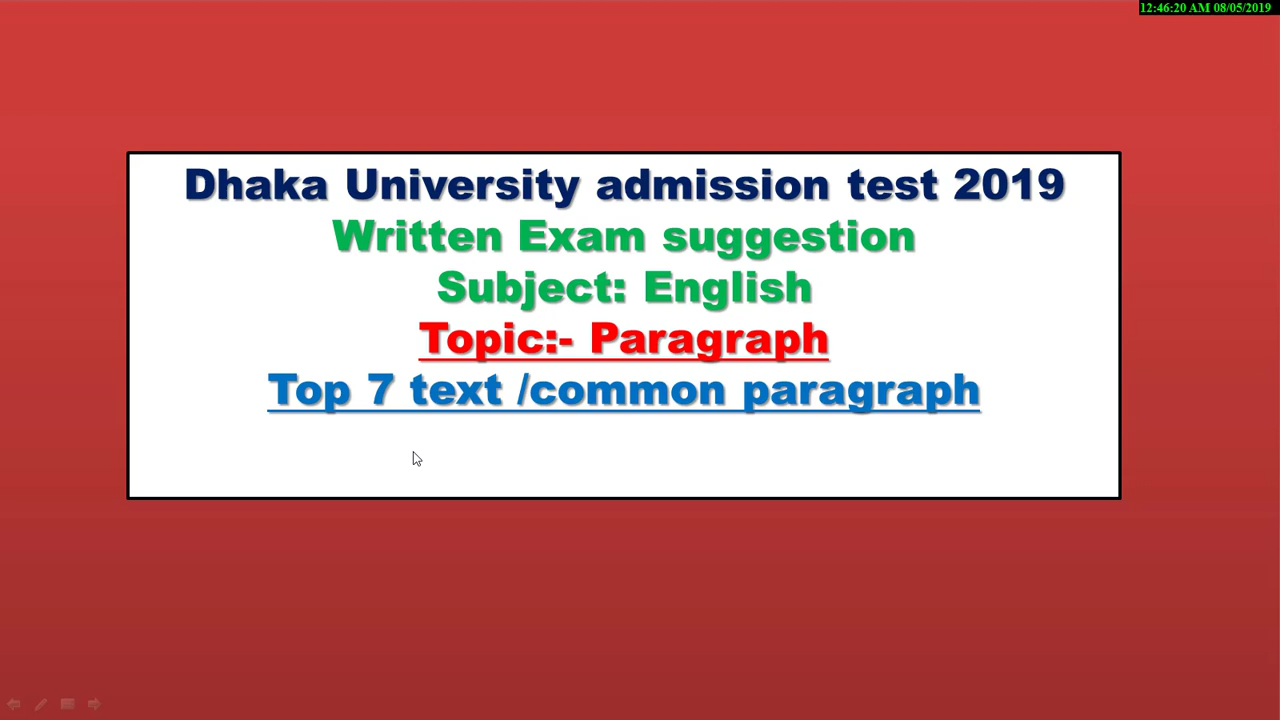 12:46:20 AM 08/05/2019
Dhaka University admission test 2019
Written Exam suggestion
Subject: English
Topic:- Paragraph
Top 7 text /common paragraph